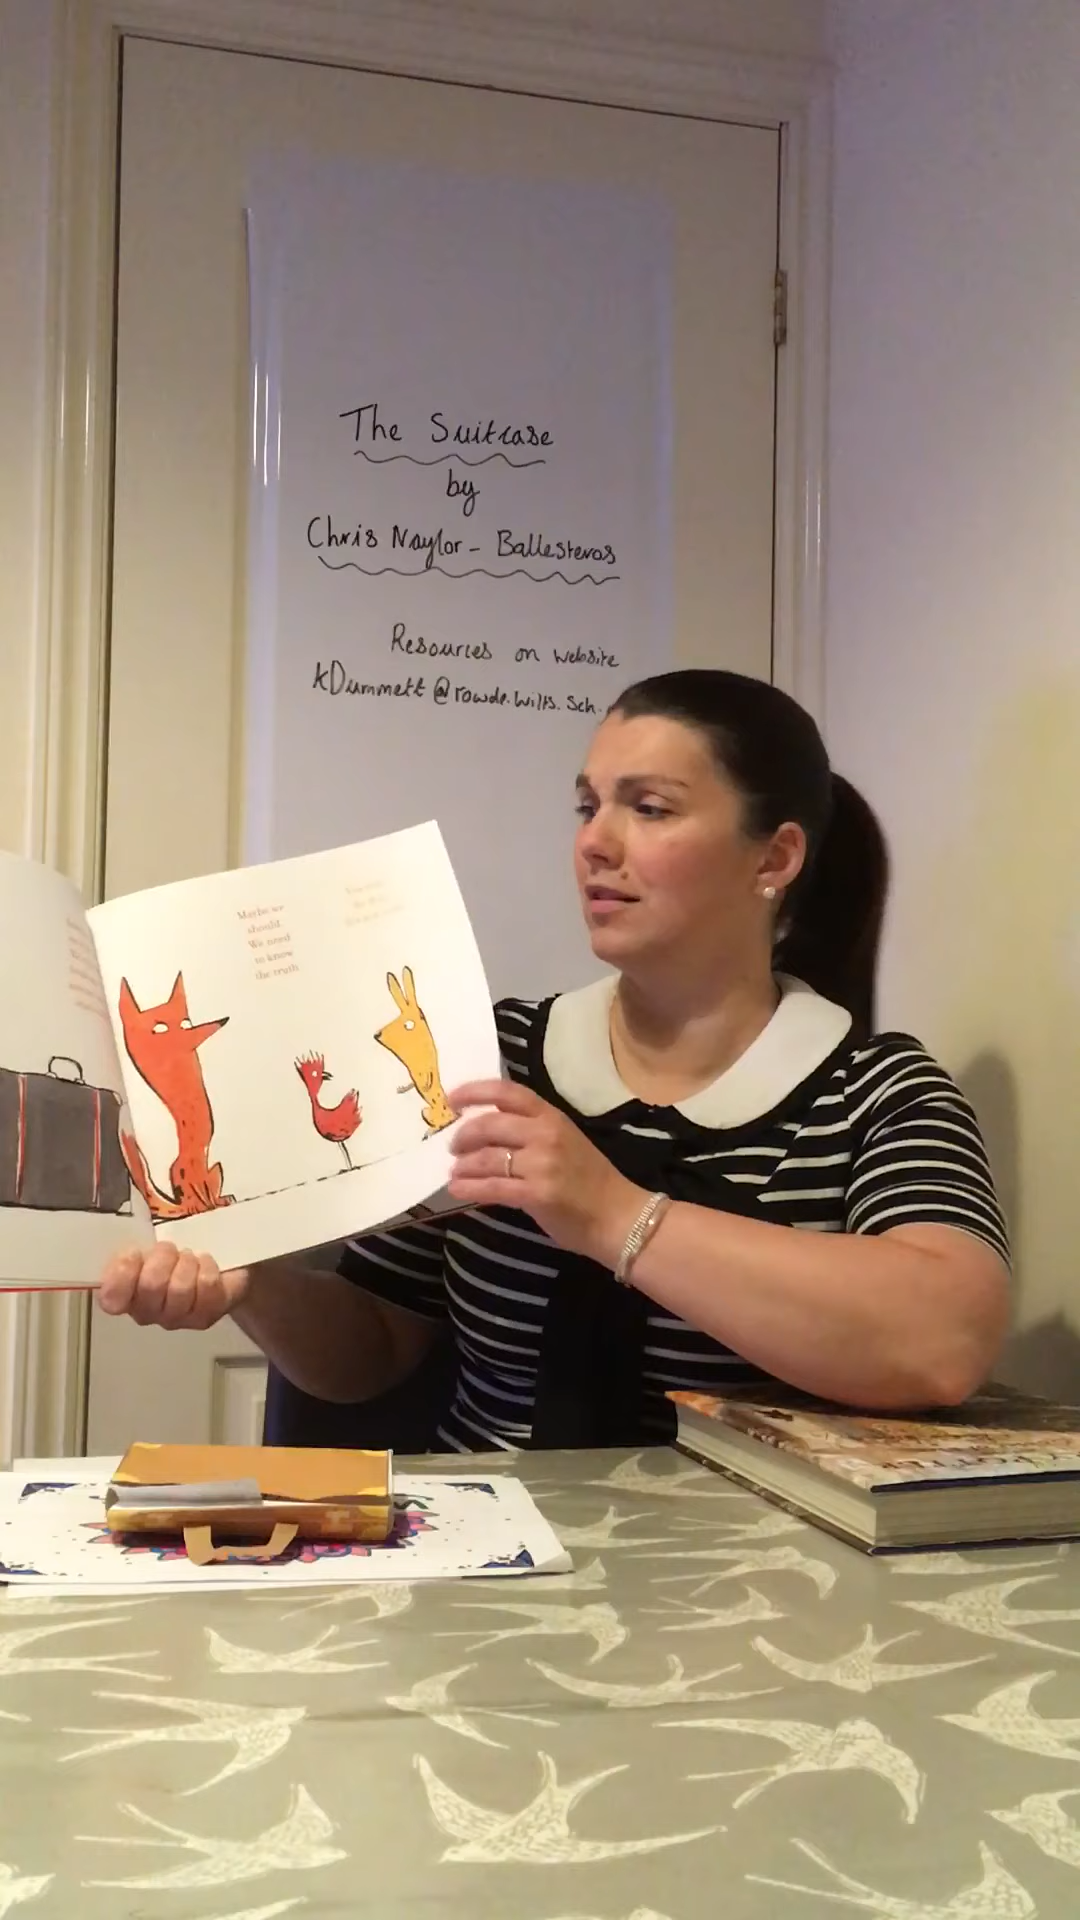 The Suitcase
by
Chris Naylor-Ballesteros
Resources on website
kDummett@rowde.wilts.sch.
Maybe we
should.
We need
to know
the truth.